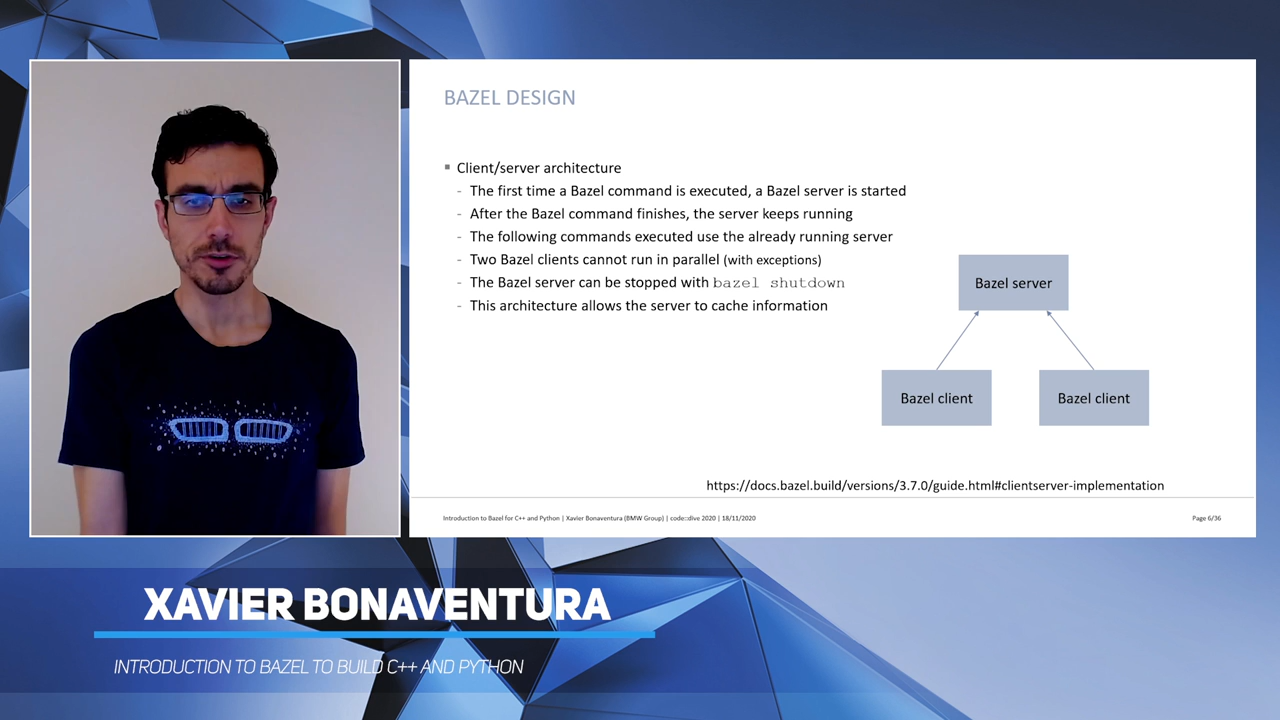 BAZEL DESIGN
▪ Client/server architecture
- The first time a Bazel command is executed, a Bazel server is started
- After the Bazel command finishes, the server keeps running
- The following commands executed use the already running server
- Two Bazel clients cannot run in parallel (with exceptions)
- The Bazel server can be stopped with bazel shutdown
- This architecture allows the server to cache information
Bazel server
Bazel client
Bazel client
https://docs.bazel.build/versions/3.7.0/guide.html#clientserver-implementation
Introduction to Bazel for C++ and Python | Xavier Bonaventura (BMW Group) | code::dive 2020 | 18/11/2020
Page 6/36
XAVIER BONAVENTURA
INTRODUCTION TO BAZEL TO BUILD C++ AND PYTHON